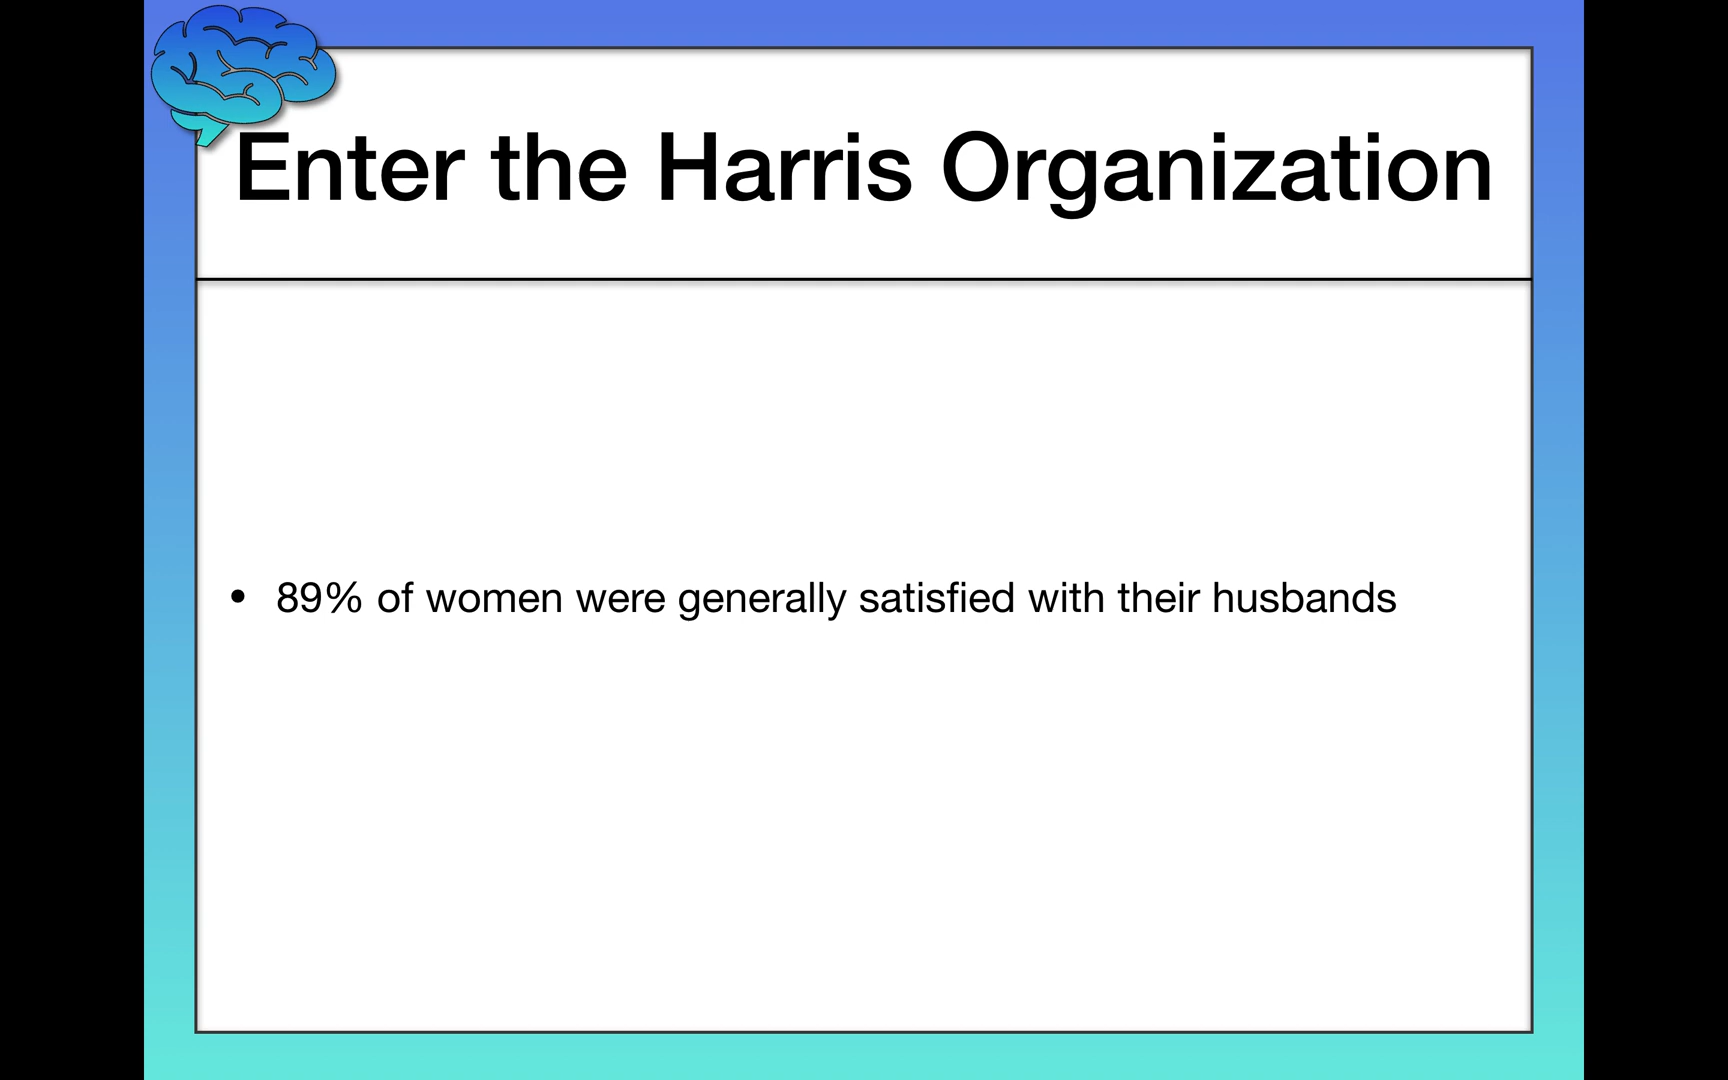 Enter the Harris Organization
• 89% of women were generally satisfied with their husbands